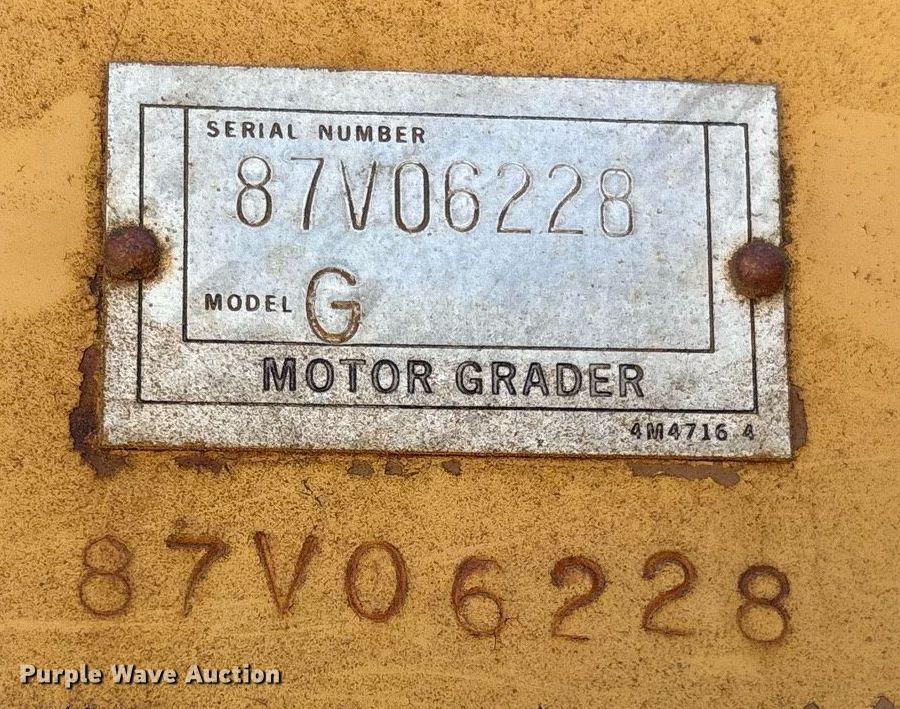 SERIAL NUMBER
87V06228
MODEL G
MOTOR GRADER
4M4716 4
87V06228
Purple Wave Auction